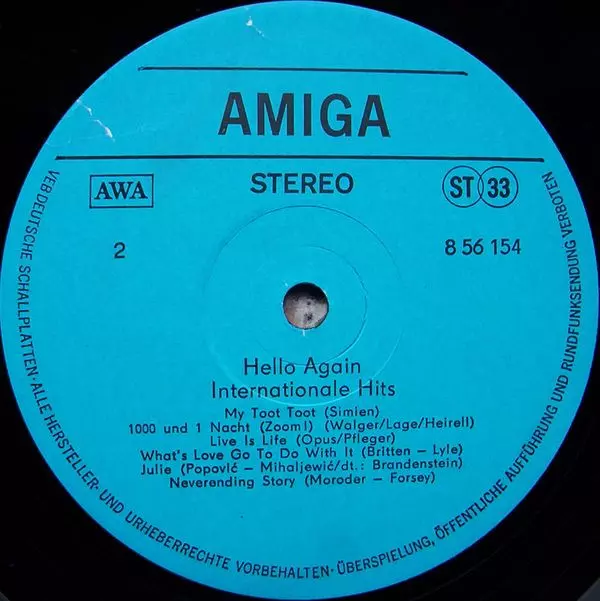 AMIGA
AWA
STEREO
ST 33
2
8 56 154
Hello Again
Internationale Hits
My Toot Toot (Simien)
1000 und 1 Nacht (Zoom!) (Walger/Lage/Heirell)
Live Is Life (Opus/Pfleger)
What's Love Go To Do With It (Britten – Lyle)
Julie (Popović – Mihaljewić/dt.: Brandenstein)
Neverending Story (Moroder – Forsey)
VEB DEUTSCHE SCHALLPLATTEN · ALLE HERSTELLER- UND URHEBERRECHTE VORBEHALTEN · ÜBERSPIELUNG, ÖFFENTLICHE AUFFÜHRUNG UND RUNDFUNKSENDUNG VERBOTEN